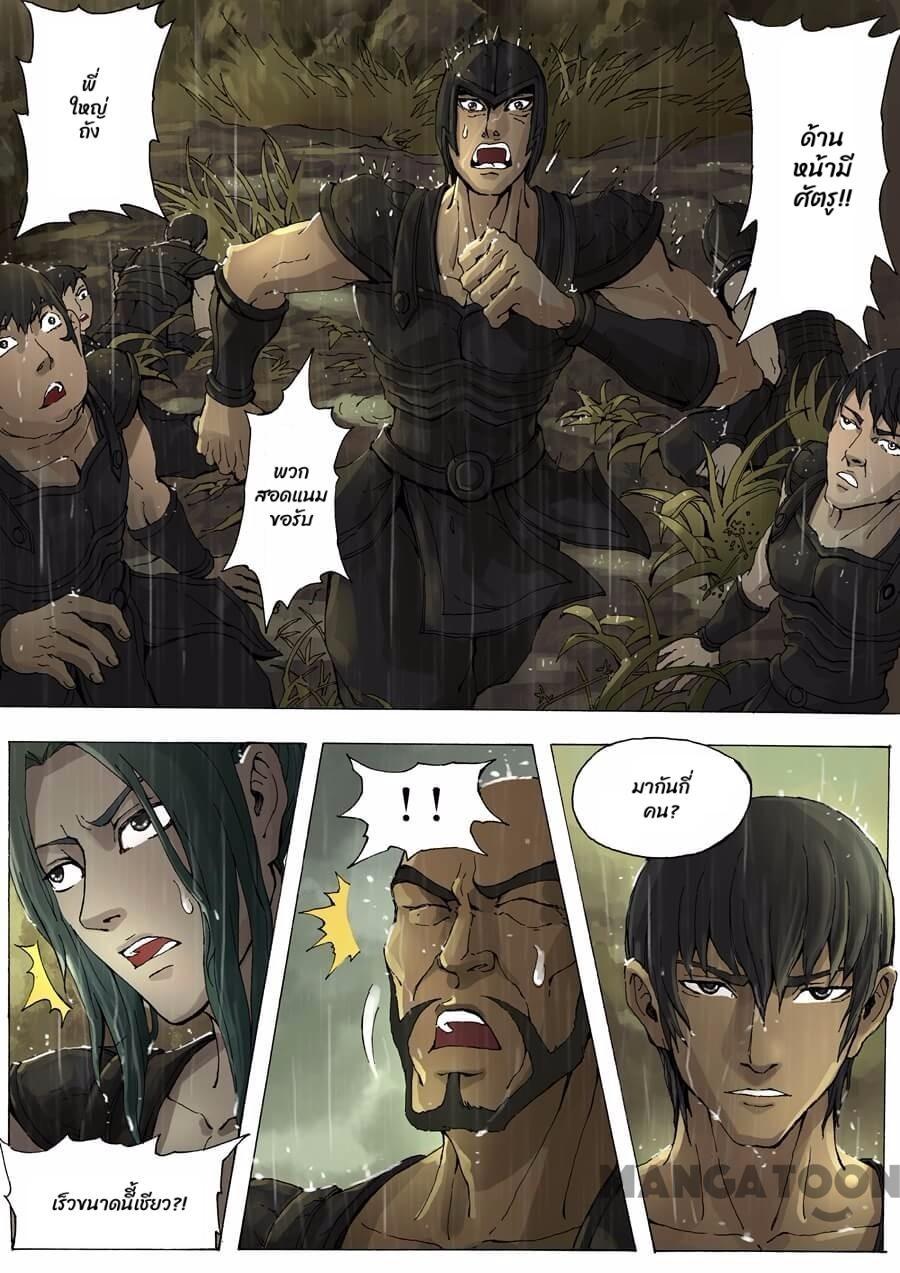 พี่
ใหญ่
ถัง
ด้าน
หน้ามี
ศัตรู!!
พวก
สอดแนม
ขอรับ
เร็วขนาดนี้เชียว?!
!!
มากันกี่
คน?
MANGATOON